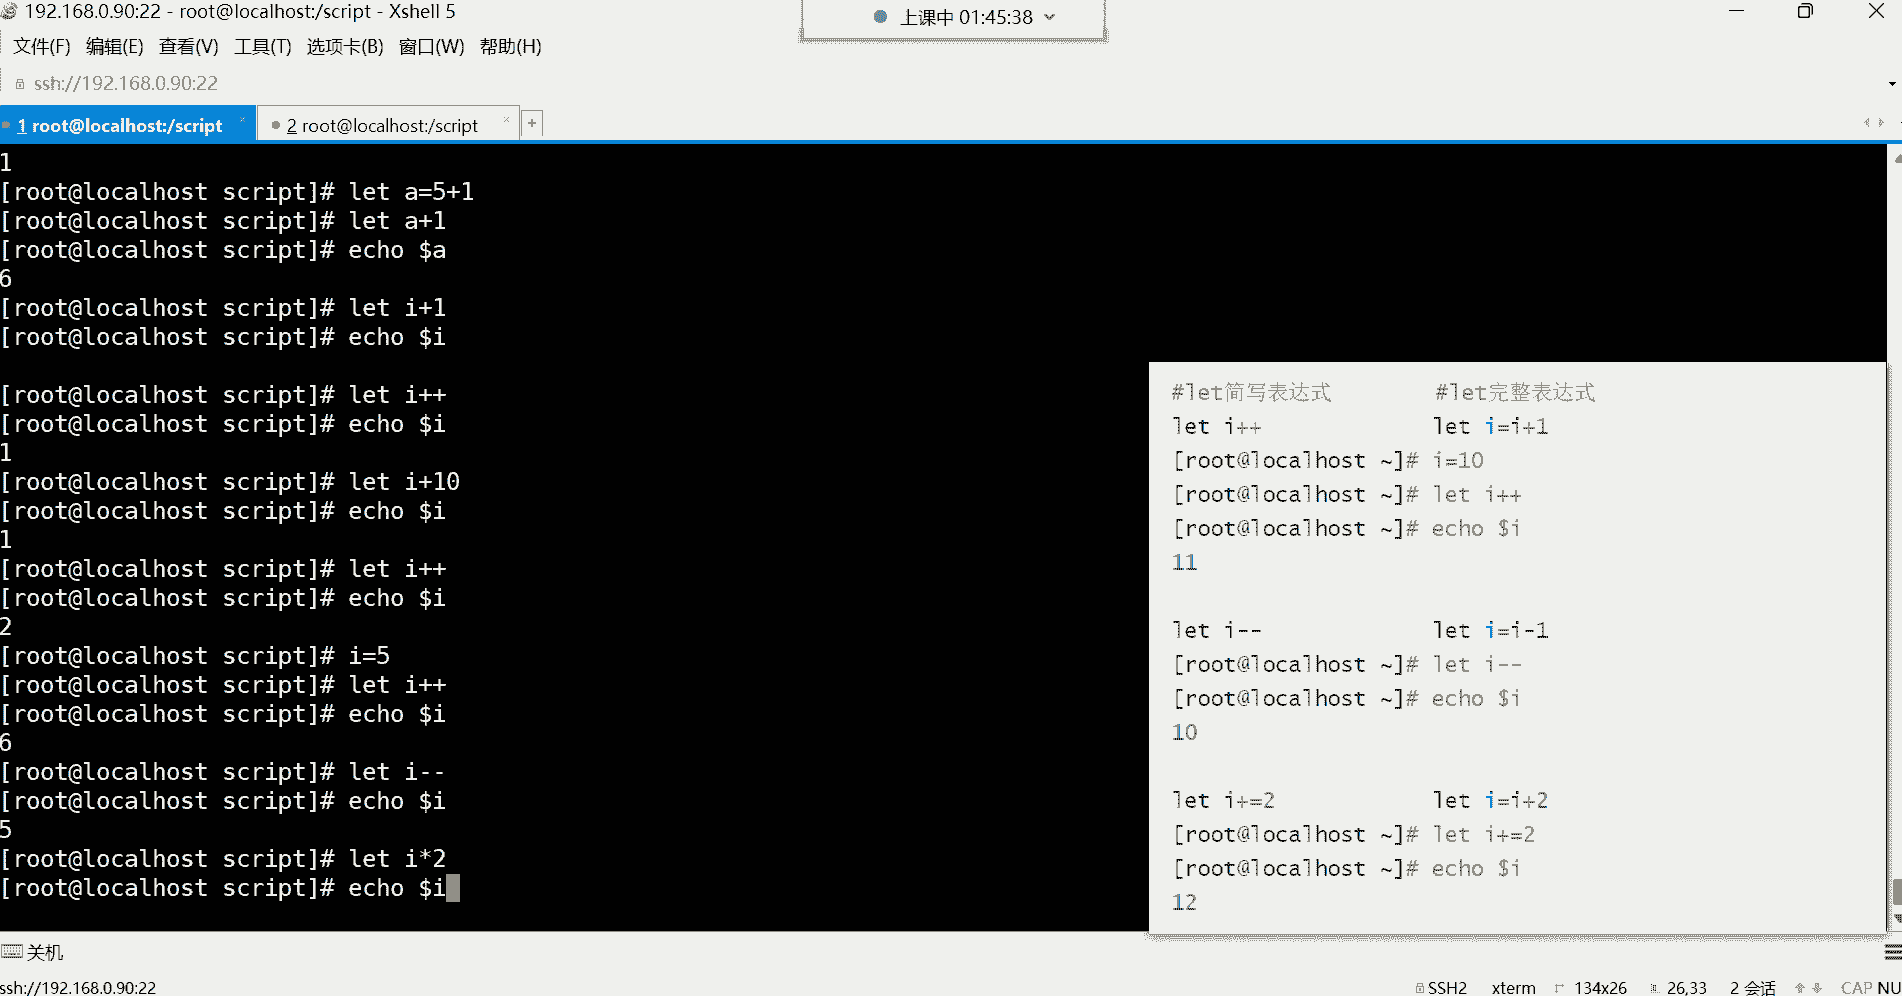 192.168.0.90:22 - root@localhost:/script - Xshell 5
上课中 01:45:38
文件(F) 编辑(E) 查看(V) 工具(T) 选项卡(B) 窗口(W) 帮助(H)
ssh://192.168.0.90:22
1 root@localhost:/script
2 root@localhost:/script
1
[root@localhost script]# let a=5+1
[root@localhost script]# let a+1
[root@localhost script]# echo $a
6
[root@localhost script]# let i+1
[root@localhost script]# echo $i
[root@localhost script]# let i++
[root@localhost script]# echo $i
1
[root@localhost script]# let i+10
[root@localhost script]# echo $i
1
[root@localhost script]# let i++
[root@localhost script]# echo $i
2
[root@localhost script]# i=5
[root@localhost script]# let i++
[root@localhost script]# echo $i
6
[root@localhost script]# let i--
[root@localhost script]# echo $i
5
[root@localhost script]# let i*2
[root@localhost script]# echo $i
#let简写表达式 #let完整表达式
let i++ let i=i+1
[root@localhost ~]# i=10
[root@localhost ~]# let i++
[root@localhost ~]# echo $i
11
let i-- let i=i-1
[root@localhost ~]# let i--
[root@localhost ~]# echo $i
10
let i+=2 let i=i+2
[root@localhost ~]# let i+=2
[root@localhost ~]# echo $i
12
关机
ssh://192.168.0.90:22
SSH2 xterm 134x26 26,33 2 会话 CAP NU